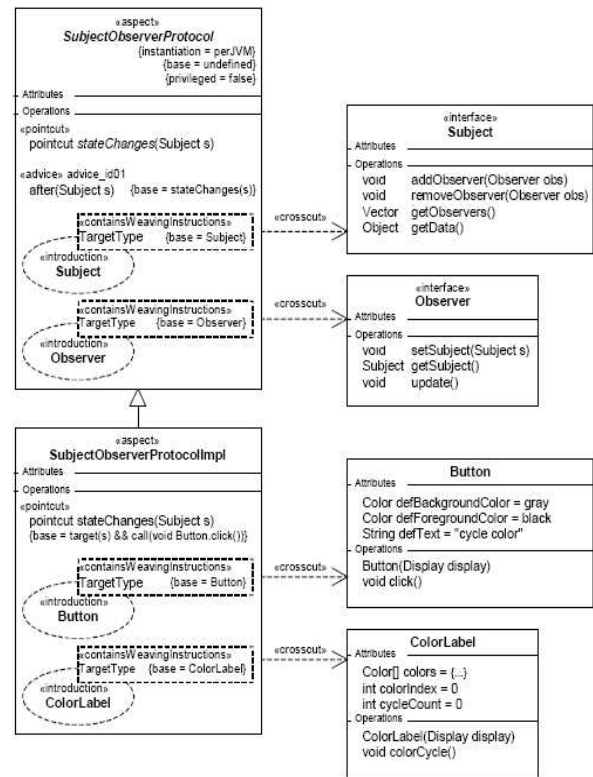 «aspect»
SubjectObserverProtocol
{instantiation = perJVM}
{base = undefined}
{privileged = false}
Attributes
Operations
«pointcut»
pointcut stateChanges(Subject s)
«advice» advice_id01
after(Subject s) {base = stateChanges(s)}
«containsWeavingInstructions»
TargetType {base = Subject}
«introduction»
Subject
«containsWeavingInstructions»
TargetType {base = Observer}
«introduction»
Observer
«crosscut»
«crosscut»
«interface»
Subject
Attributes
Operations
void addObserver(Observer obs)
void removeObserver(Observer obs)
Vector getObservers()
Object getData()
«interface»
Observer
Attributes
Operations
void setSubject(Subject s)
Subject getSubject()
void update()
«aspect»
SubjectObserverProtocolImpl
Attributes
Operations
«pointcut»
pointcut stateChanges(Subject s)
{base = target(s) && call(void Button.click())}
«containsWeavingInstructions»
TargetType {base = Button}
«introduction»
Button
«containsWeavingInstructions»
TargetType {base = ColorLabel}
«introduction»
ColorLabel
«crosscut»
«crosscut»
Button
Attributes
Color defBackgroundColor = gray
Color defForegroundColor = black
String defText = "cycle color"
Operations
Button(Display display)
void click()
ColorLabel
Attributes
Color[] colors = {...}
int colorIndex = 0
int cycleCount = 0
Operations
ColorLabel(Display display)
void colorCycle()